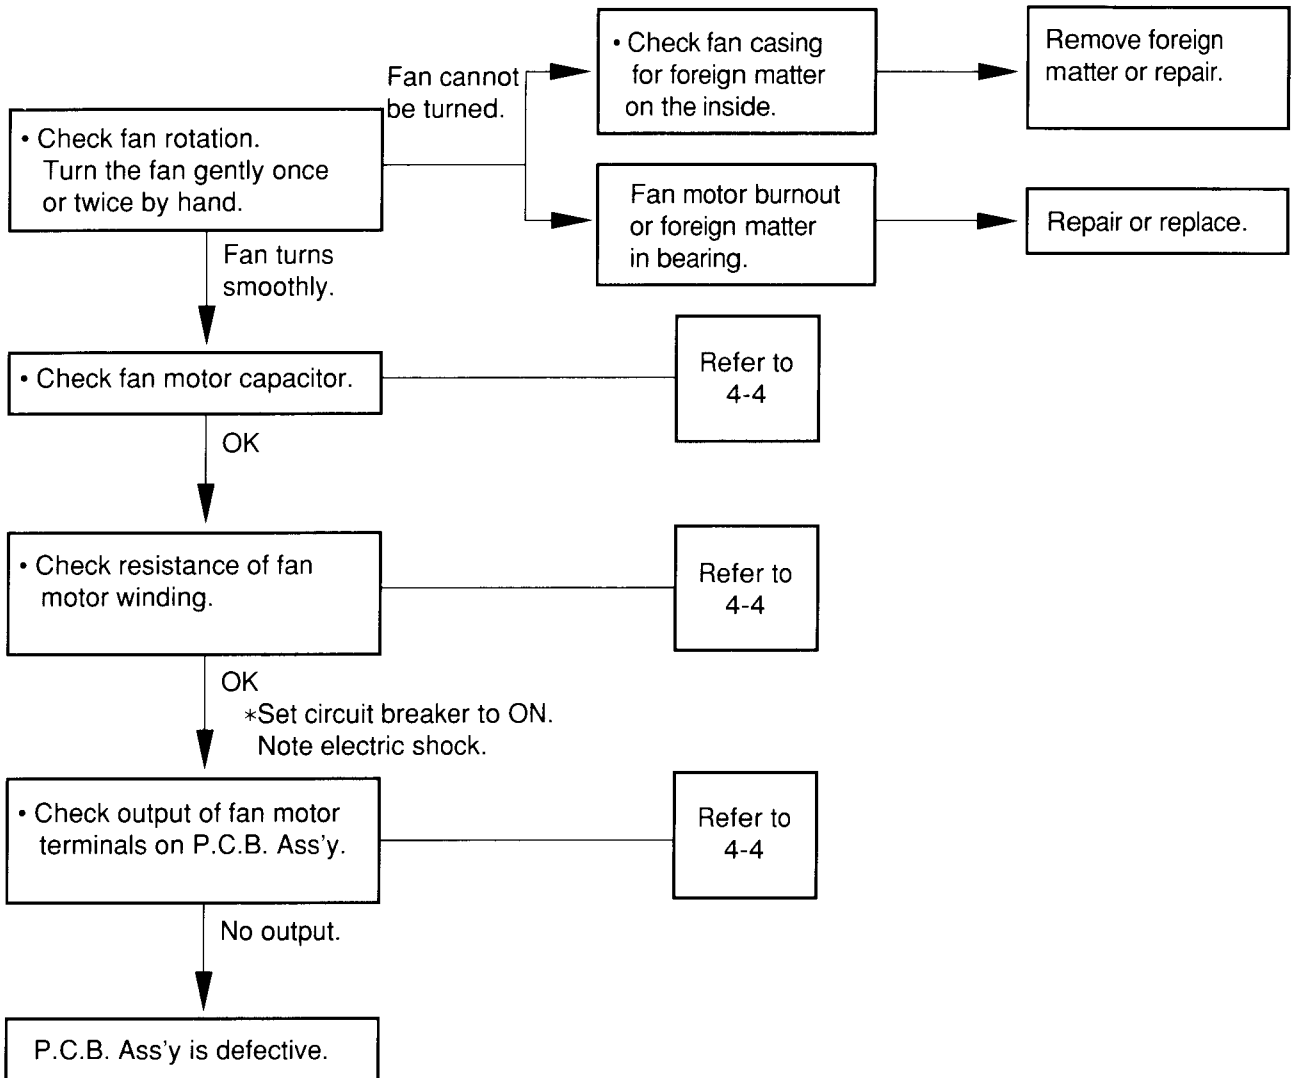 • Check fan rotation.
Turn the fan gently once
or twice by hand.
Fan cannot
be turned.
• Check fan casing
for foreign matter
on the inside.
Remove foreign
matter or repair.
Fan motor burnout
or foreign matter
in bearing.
Repair or replace.
Fan turns
smoothly.
• Check fan motor capacitor.
Refer to
4-4
OK
• Check resistance of fan
motor winding.
Refer to
4-4
OK
*Set circuit breaker to ON.
Note electric shock.
• Check output of fan motor
terminals on P.C.B. Ass'y.
Refer to
4-4
No output.
P.C.B. Ass'y is defective.